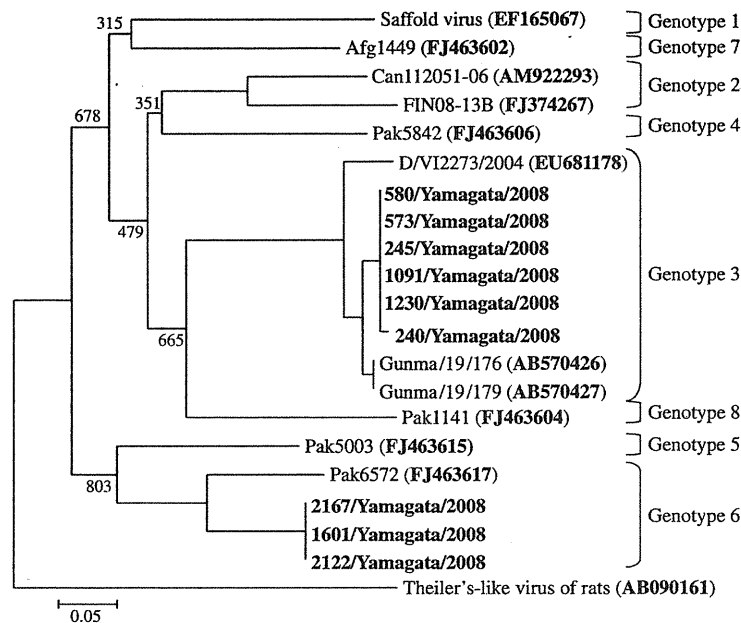 315
Saffold virus (EF165067)
Genotype 1
Afg1449 (FJ463602)
Genotype 7
Can112051-06 (AM922293)
Genotype 2
678
351
FIN08-13B (FJ374267)
Pak5842 (FJ463606)
Genotype 4
D/VI2273/2004 (EU681178)
580/Yamagata/2008
573/Yamagata/2008
479
245/Yamagata/2008
1091/Yamagata/2008
Genotype 3
1230/Yamagata/2008
240/Yamagata/2008
665
Gunma/19/176 (AB570426)
Gunma/19/179 (AB570427)
Pak1141 (FJ463604)
Genotype 8
Pak5003 (FJ463615)
Genotype 5
Pak6572 (FJ463617)
803
2167/Yamagata/2008
Genotype 6
1601/Yamagata/2008
2122/Yamagata/2008
Theiler's-like virus of rats (AB090161)
0.05